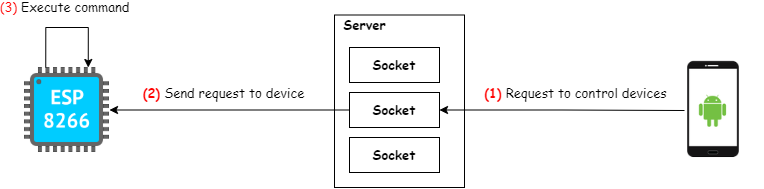 (3) Execute command
Server
Socket
ESP
8266
(2) Send request to device
Socket
(1) Request to control devices
Socket